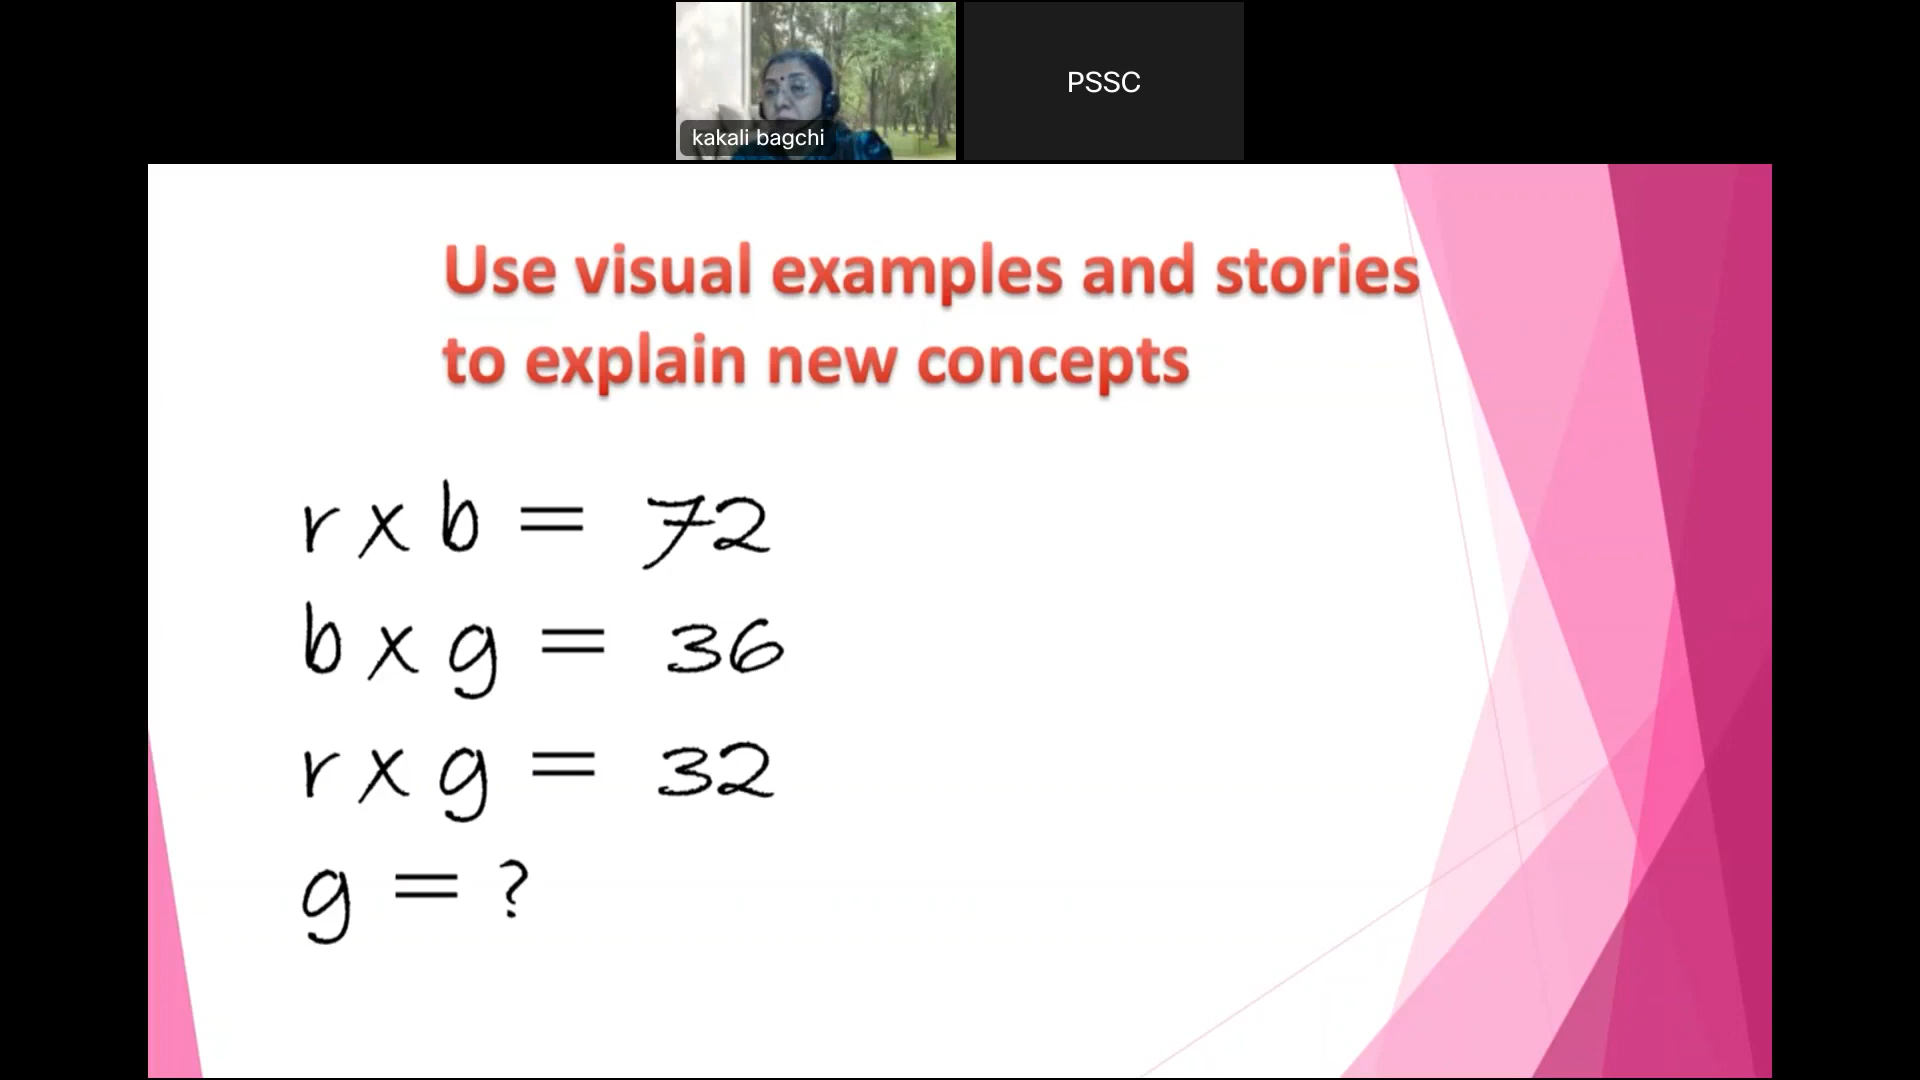 kakali bagchi
PSSC
Use visual examples and stories
to explain new concepts
r x b = 72
b x g = 36
r x g = 32
g = ?